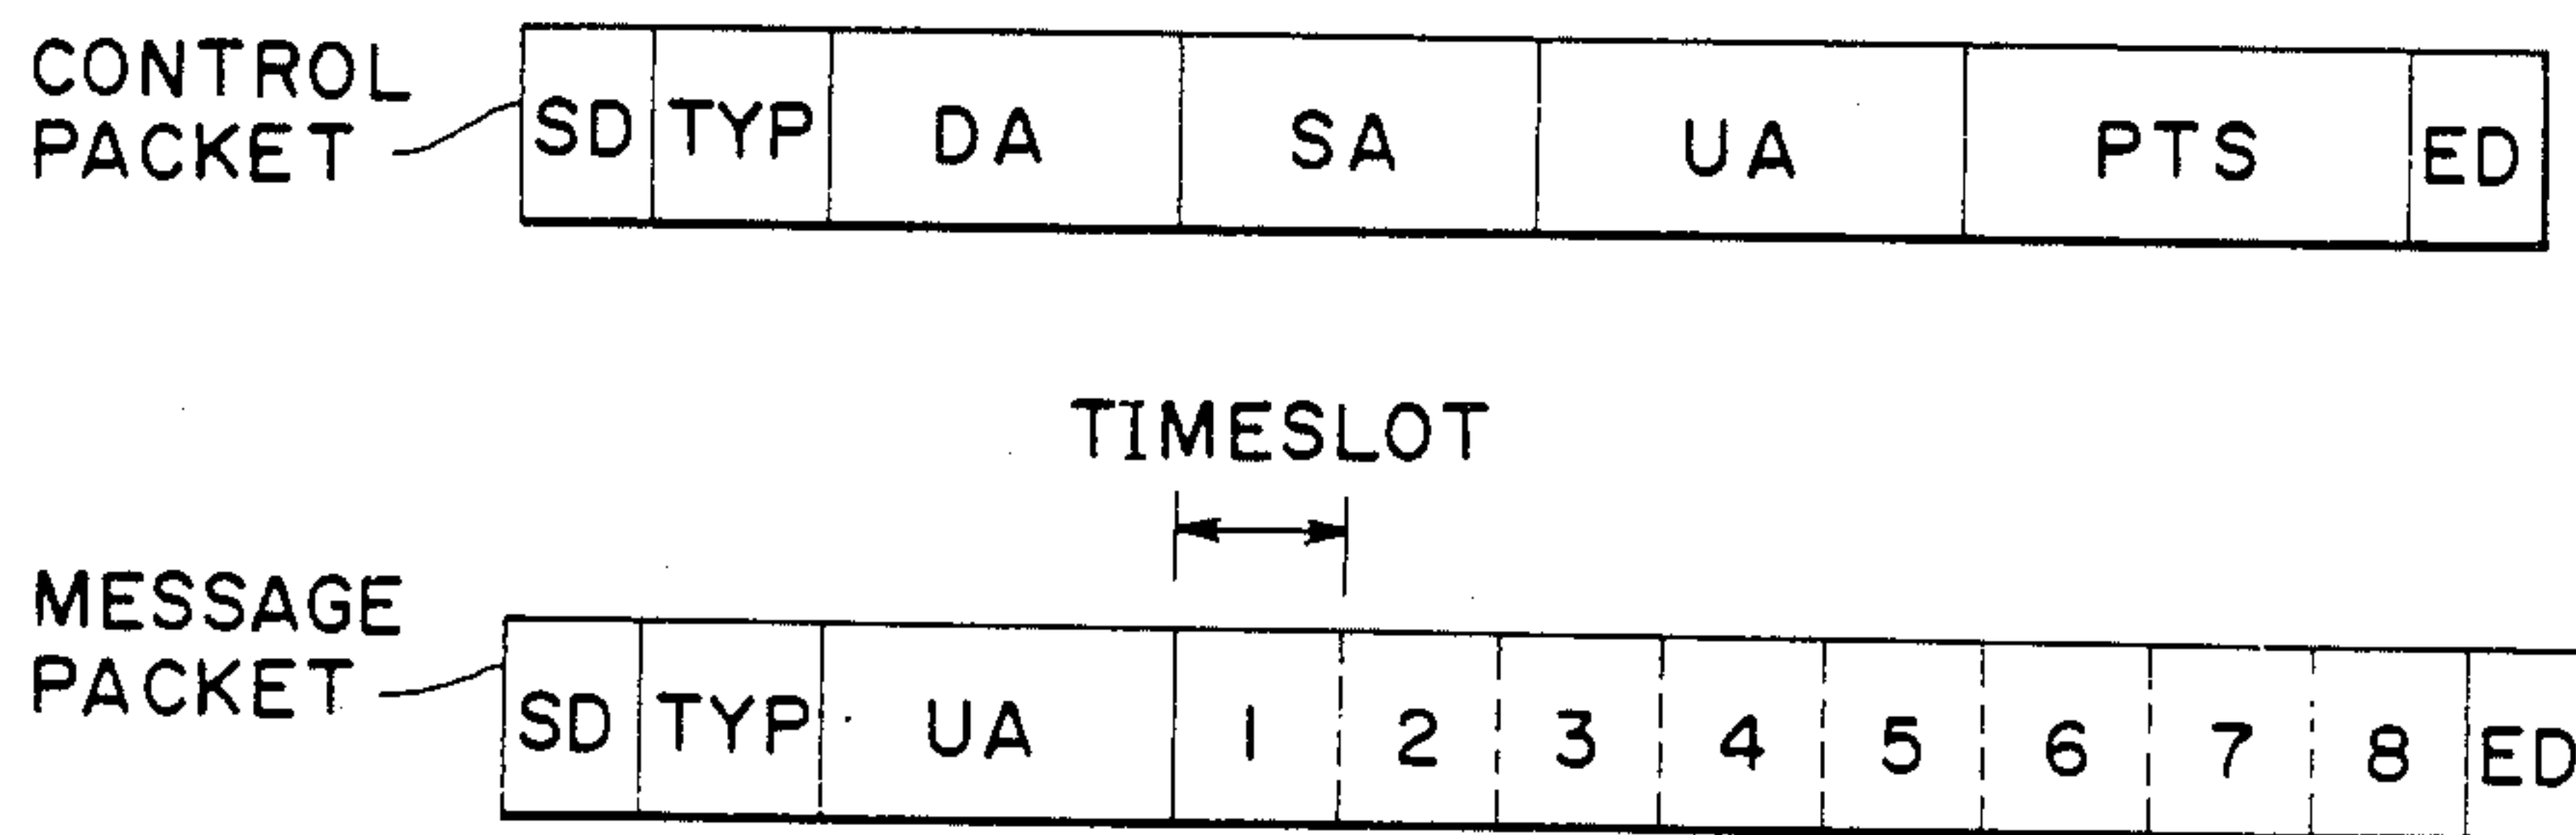 CONTROL
PACKET
SD TYP DA SA UA PTS ED
TIMESLOT
MESSAGE
PACKET
SD TYP UA 1 2 3 4 5 6 7 8 ED